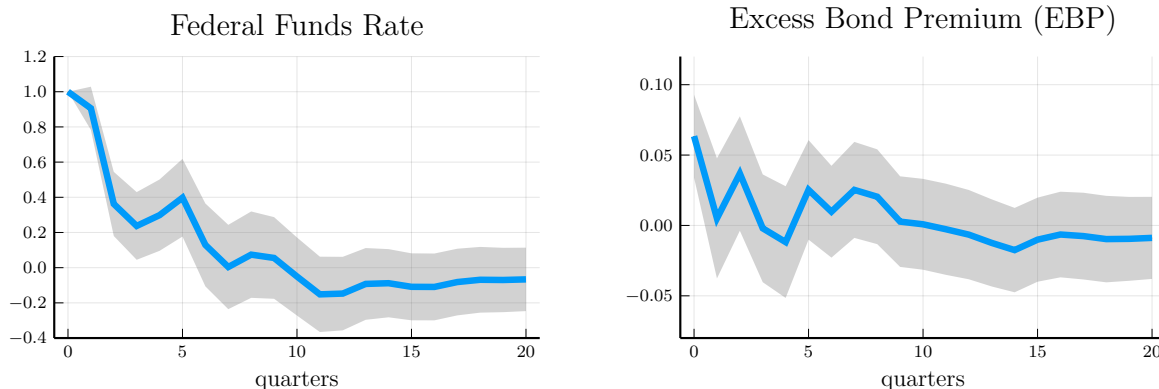 Federal Funds Rate
1.2
1.0
0.8
0.6
0.4
0.2
0.0
−0.2
−0.4
0 5 10 15 20
quarters
Excess Bond Premium (EBP)
0.10
0.05
0.00
−0.05
0 5 10 15 20
quarters